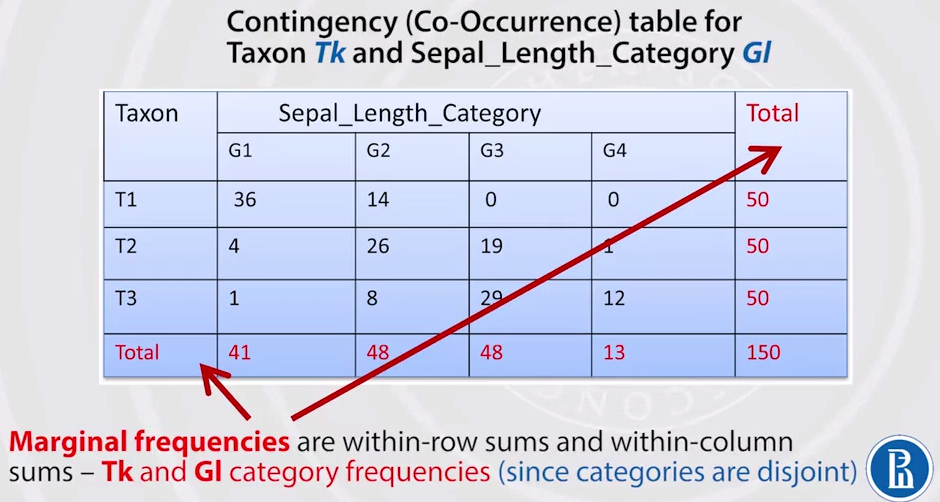 Contingency (Co-Occurrence) table for
Taxon Tk and Sepal_Length_Category Gl
Taxon Sepal_Length_Category Total
G1 G2 G3 G4
T1 36 14 0 0 50
T2 4 26 19 1 50
T3 1 8 29 12 50
Total 41 48 48 13 150
Marginal frequencies are within-row sums and within-column
sums – Tk and Gl category frequencies (since categories are disjoint)